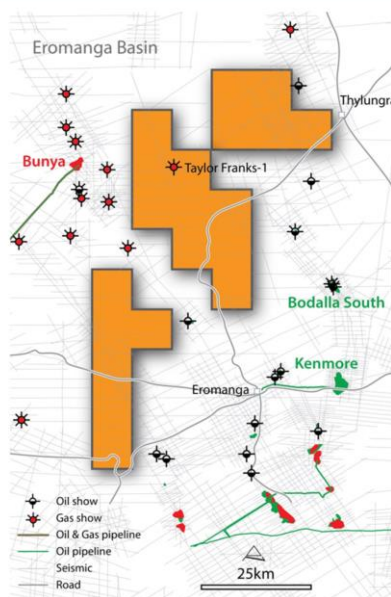 Eromanga Basin
Thylungra
Bunya
Taylor Franks-1
Bodalla South
Kenmore
Eromanga
Oil show
Gas show
Oil & Gas pipeline
Oil pipeline
Seismic
Road
25km